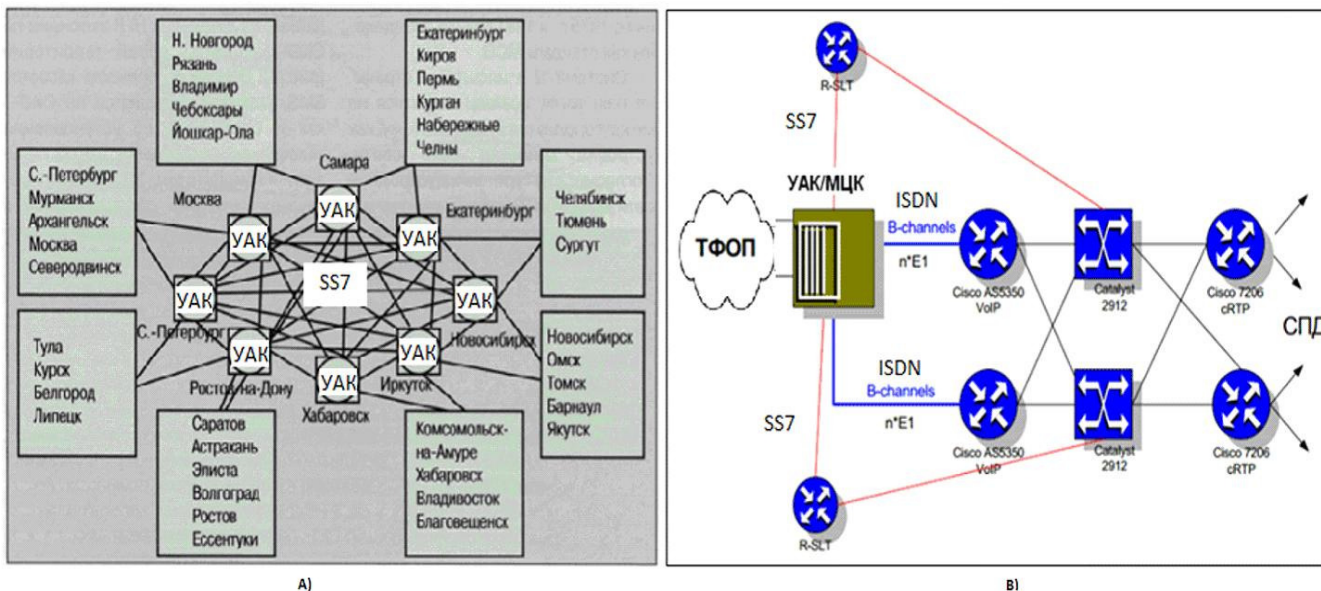 Н. Новгород
Рязань
Владимир
Чебоксары
Йошкар-Ола
Екатеринбург
Киров
Пермь
Курган
Набережные
Челны
С.-Петербург
Мурманск
Архангельск
Москва
Северодвинск
Москва
Самара
Екатеринбург
Челябинск
Тюмень
Сургут
УАК
УАК
УАК
SS7
УАК
УАК
УАК
УАК
УАК
С.-Петербург
Новосибирск
Ростов-на-Дону
Иркутск
Хабаровск
Тула
Курск
Белгород
Липецк
Новосибирск
Омск
Томск
Барнаул
Якутск
Саратов
Астрахань
Элиста
Волгоград
Ростов
Ессентуки
Комсомольск-
на-Амуре
Хабаровск
Владивосток
Благовещенск
А)
R-SLT
SS7
УАК/МЦК
ТФОП
ISDN
B-channels
n*E1
Cisco AS5350
VoIP
Catalyst
2912
Cisco 7206
cRTP
СПД
ISDN
B-channels
n*E1
SS7
Cisco AS5350
VoIP
Catalyst
2912
Cisco 7206
cRTP
R-SLT
В)